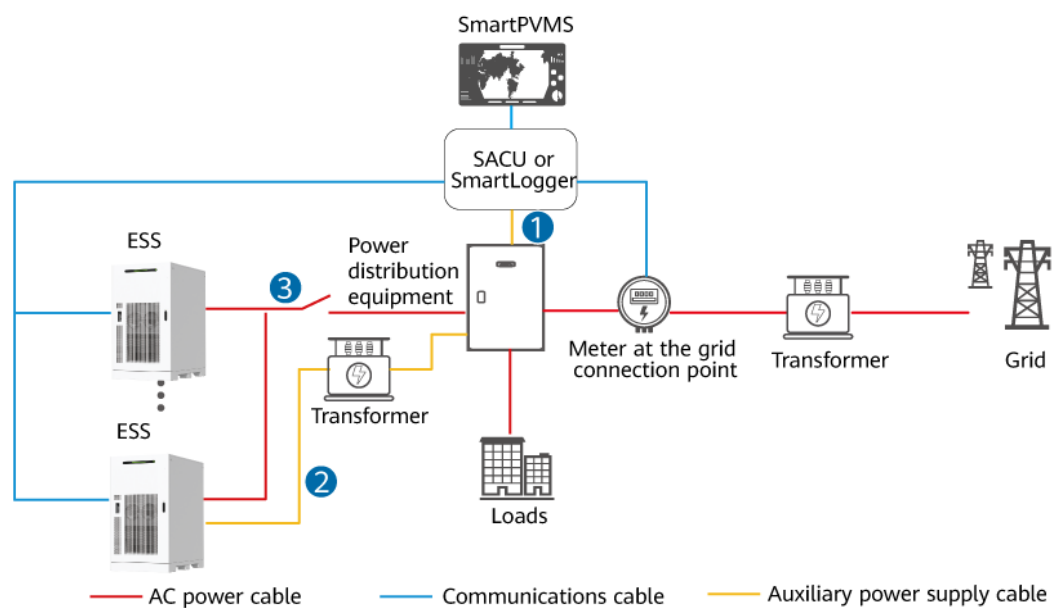 SmartPVMS
SACU or
SmartLogger
1
ESS
Power
distribution
equipment
3
Meter at the grid
connection point
Transformer
Grid
Transformer
ESS
2
Loads
AC power cable
Communications cable
Auxiliary power supply cable